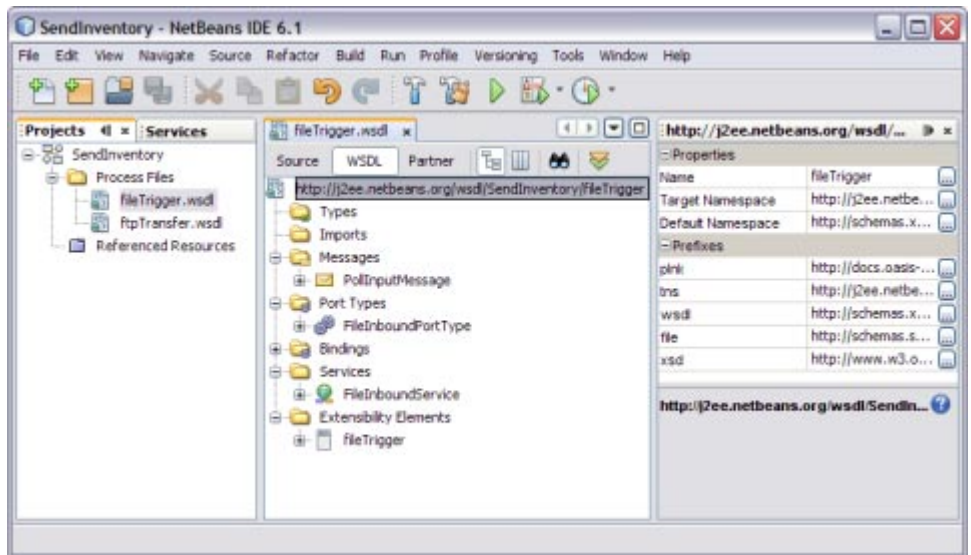 SendInventory - NetBeans IDE 6.1
File Edit View Navigate Source Refactor Build Run Profile Versioning Tools Window Help
Projects Services
SendInventory
Process Files
fileTrigger.wsdl
ftpTransfer.wsdl
Referenced Resources
fileTrigger.wsdl
Source WSDL Partner
http://j2ee.netbeans.org/wsdl/SendInventory/fileTrigger
Types
Imports
Messages
PollInputMessage
Port Types
FileInboundPortType
Bindings
Services
FileInboundService
Extensibility Elements
fileTrigger
http://j2ee.netbeans.org/wsdl/...
Properties
Name fileTrigger
Target Namespace http://j2ee.netbe...
Default Namespace http://schemas.x...
Prefixes
plnk http://docs.oasis-...
tns http://j2ee.netbe...
wsdl http://schemas.x...
file http://schemas.s...
xsd http://www.w3.o...
http://j2ee.netbeans.org/wsdl/SendIn...